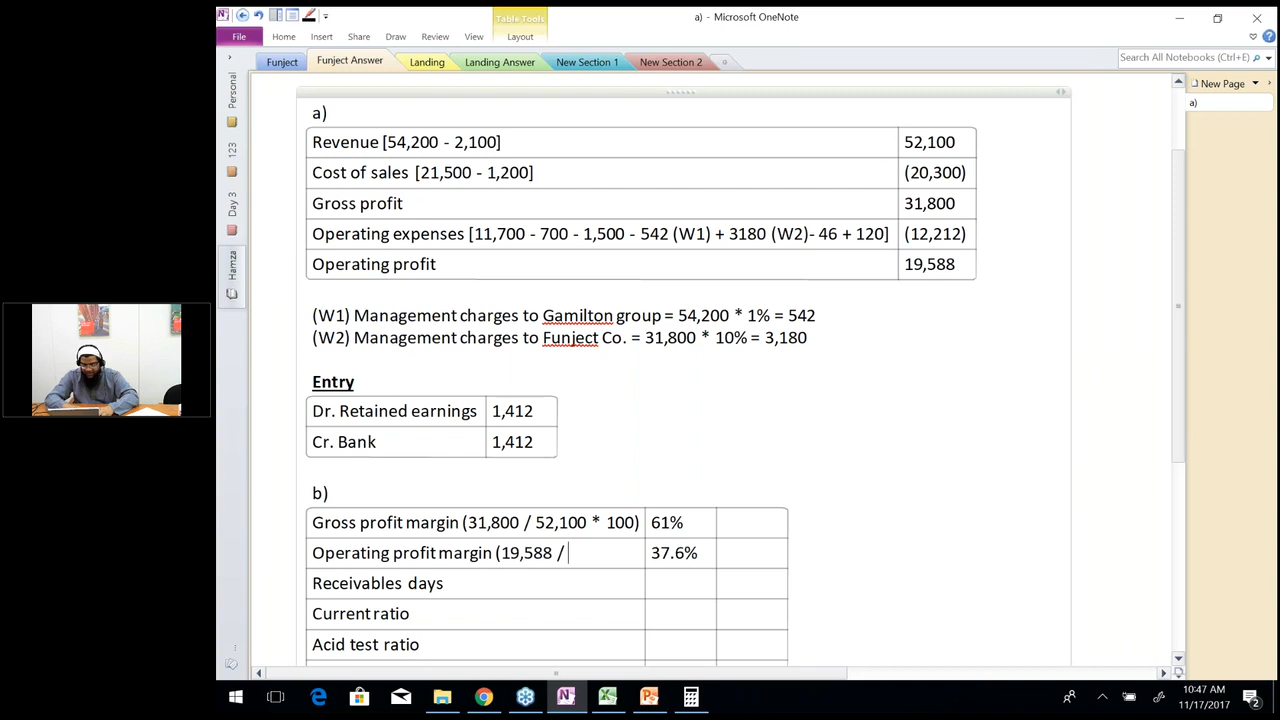 a) - Microsoft OneNote
Table Tools
File Home Insert Share Draw Review View Layout
Funject Funject Answer Landing Landing Answer New Section 1 New Section 2
Search All Notebooks (Ctrl+E)
New Page
a)
Personal
123
Day 3
Hamza
a)
Revenue [54,200 - 2,100] 52,100
Cost of sales [21,500 - 1,200] (20,300)
Gross profit 31,800
Operating expenses [11,700 - 700 - 1,500 - 542 (W1) + 3180 (W2)- 46 + 120] (12,212)
Operating profit 19,588
(W1) Management charges to Gamilton group = 54,200 * 1% = 542
(W2) Management charges to Funject Co. = 31,800 * 10% = 3,180
Entry
Dr. Retained earnings 1,412
Cr. Bank 1,412
b)
Gross profit margin (31,800 / 52,100 * 100) 61%
Operating profit margin (19,588 / 37.6%
Receivables days
Current ratio
Acid test ratio
10:47 AM
11/17/2017
2